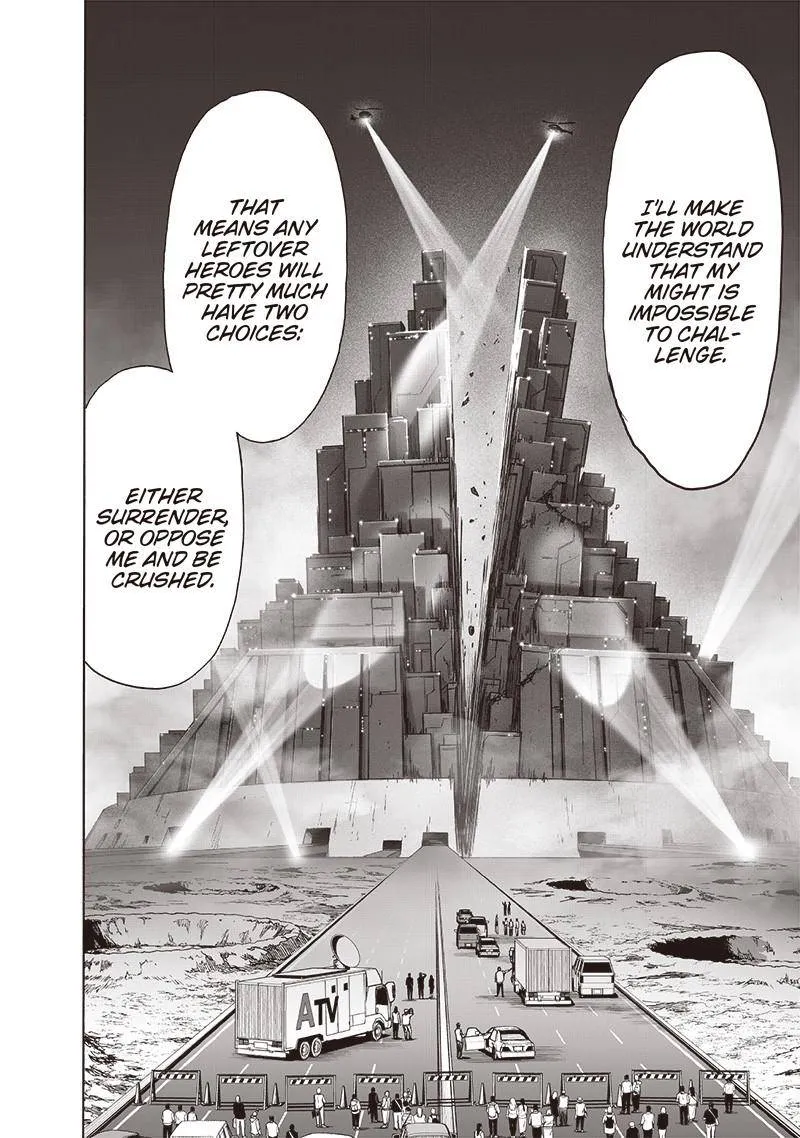 I'LL MAKE
THE WORLD
UNDERSTAND
THAT MY
MIGHT IS
IMPOSSIBLE
TO CHAL-
LENGE.
THAT
MEANS ANY
LEFTOVER
HEROES WILL
PRETTY MUCH
HAVE TWO
CHOICES:
EITHER
SURRENDER,
OR OPPOSE
ME AND BE
CRUSHED.
ATV